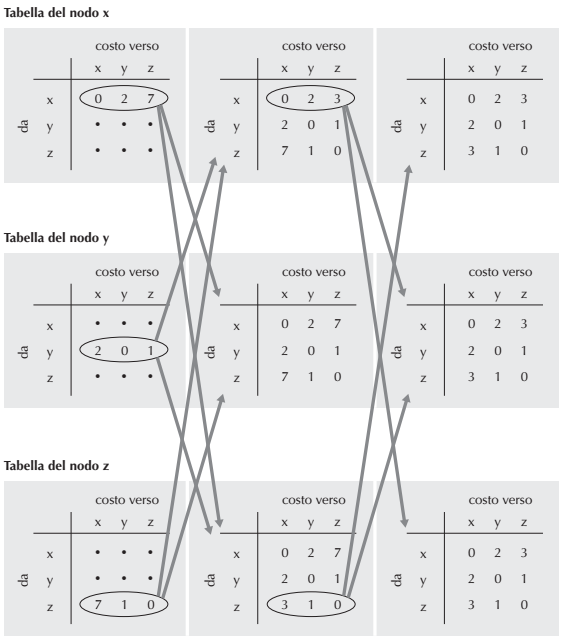 Tabella del nodo x
costo verso costo verso costo verso
x y z x y z x y z
x 0 2 7 x 0 2 3 x 0 2 3
da y • • • da y 2 0 1 da y 2 0 1
z • • • z 7 1 0 z 3 1 0
Tabella del nodo y
costo verso costo verso costo verso
x y z x y z x y z
x • • • x 0 2 7 x 0 2 3
da y 2 0 1 da y 2 0 1 da y 2 0 1
z • • • z 7 1 0 z 3 1 0
Tabella del nodo z
costo verso costo verso costo verso
x y z x y z x y z
x • • • x 0 2 7 x 0 2 3
da y • • • da y 2 0 1 da y 2 0 1
z 7 1 0 z 3 1 0 z 3 1 0